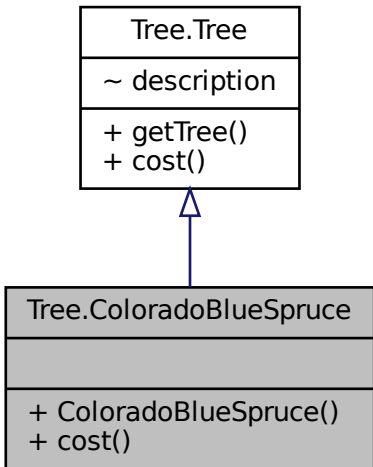 Tree.Tree
~ description
+ getTree()
+ cost()
Tree.ColoradoBlueSpruce
+ ColoradoBlueSpruce()
+ cost()